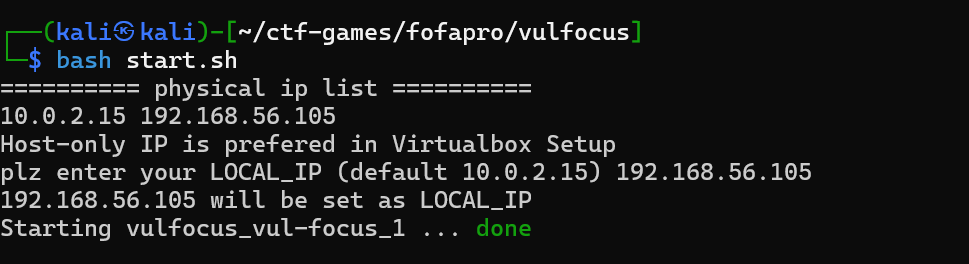 ┌──(kali㉿kali)-[~/ctf-games/fofapro/vulfocus]
└─$ bash start.sh
========== physical ip list ==========
10.0.2.15 192.168.56.105
Host-only IP is prefered in Virtualbox Setup
plz enter your LOCAL_IP (default 10.0.2.15) 192.168.56.105
192.168.56.105 will be set as LOCAL_IP
Starting vulfocus_vul-focus_1 ... done